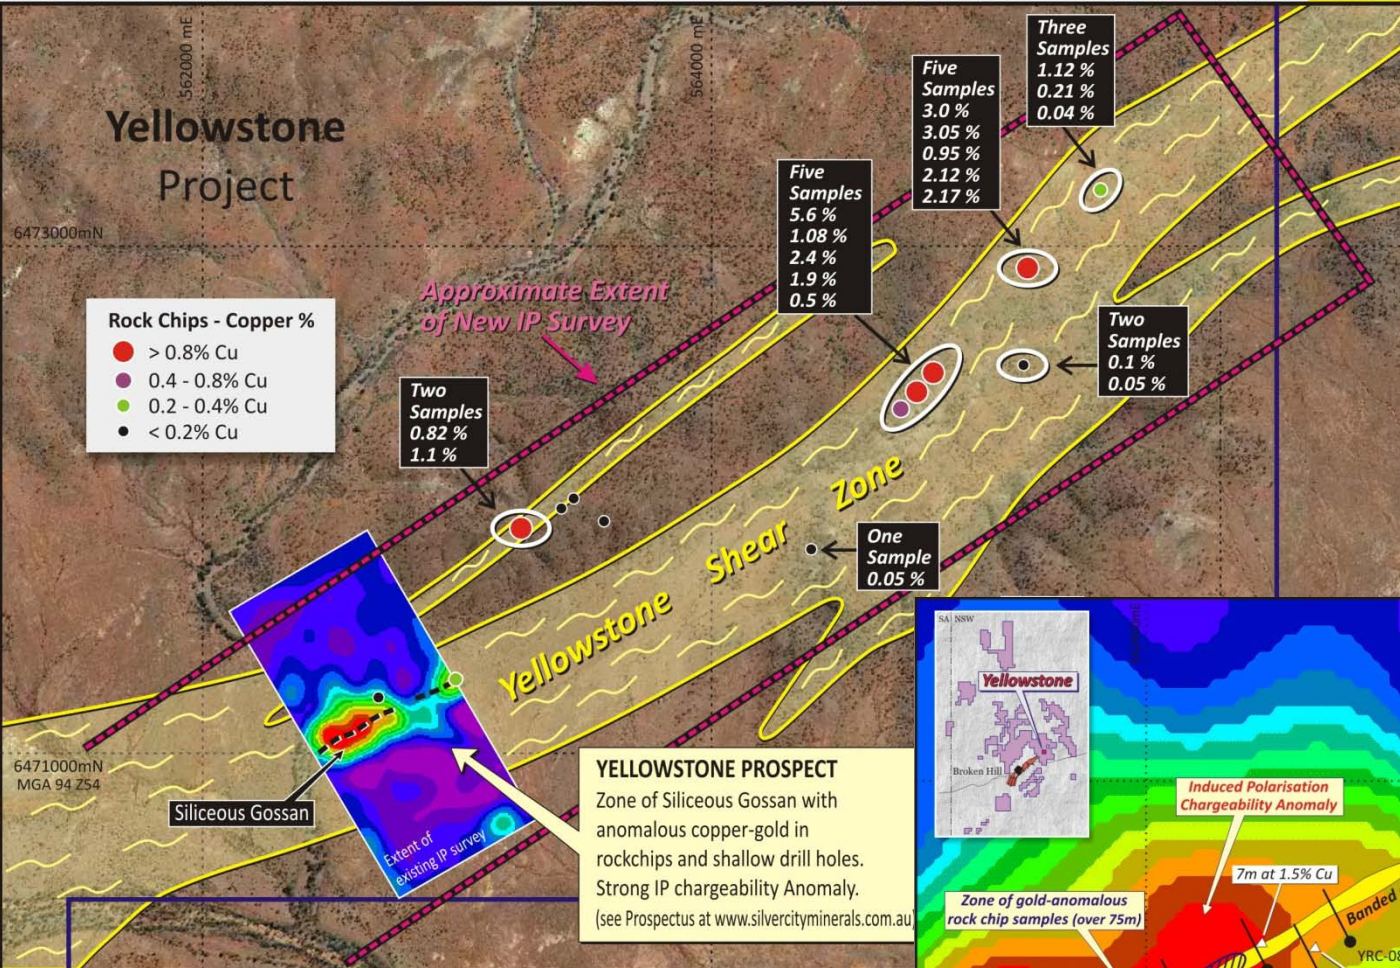 Yellowstone
Project
562000 mE
564000 mE
6473000mN
6471000mN
MGA 94 Z54
Rock Chips - Copper %
> 0.8% Cu
0.4 - 0.8% Cu
0.2 - 0.4% Cu
< 0.2% Cu
Approximate Extent
of New IP Survey
Two
Samples
0.82 %
1.1 %
Five
Samples
5.6 %
1.08 %
2.4 %
1.9 %
0.5 %
Five
Samples
3.0 %
3.05 %
0.95 %
2.12 %
2.17 %
Three
Samples
1.12 %
0.21 %
0.04 %
Two
Samples
0.1 %
0.05 %
One
Sample
0.05 %
Yellowstone Shear Zone
Siliceous Gossan
Extent of
existing IP survey
YELLOWSTONE PROSPECT
Zone of Siliceous Gossan with
anomalous copper-gold in
rockchips and shallow drill holes.
Strong IP chargeability Anomaly.
(see Prospectus at www.silvercityminerals.com.au)
SA NSW
Yellowstone
Broken Hill
Induced Polarisation
Chargeability Anomaly
7m at 1.5% Cu
Zone of gold-anomalous
rock chip samples (over 75m)
Banded